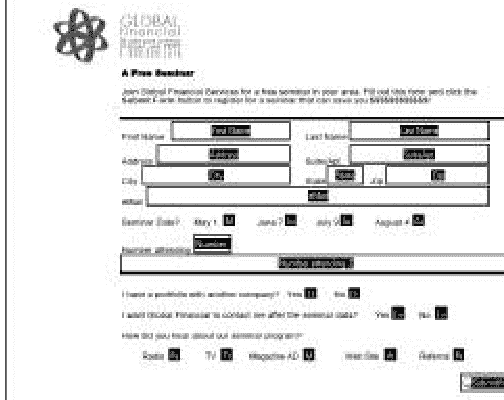 GLOBAL
Financial
A Free Seminar
Join Global Financial Services for a free seminar in your area. Fill out this form and click the
Submit Form button to register for a seminar that can save you
First Name First Name Last Name Last Name
Address Address Suite/Apt Suite/Apt
City City State State Zip Zip
eMail eMail
Seminar Date? May 1 June 7 July 9 August 4
Number attending Number
Number attending
I have a portfolio with another company? Yes No
I want Global Financial to contact me after the seminar date? Yes No
How did you hear about our seminar program?
Radio TV Magazine AD Web Site Referral